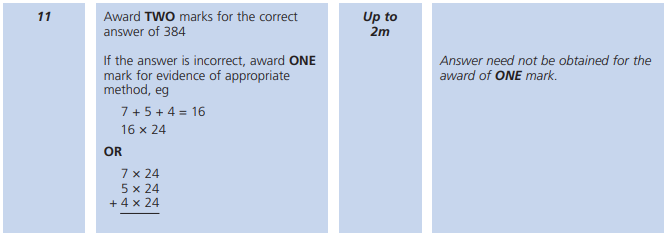 11
Award TWO marks for the correct
answer of 384
If the answer is incorrect, award ONE
mark for evidence of appropriate
method, eg
7 + 5 + 4 = 16
16 × 24
OR
7 × 24
5 × 24
+ 4 × 24
Up to
2m
Answer need not be obtained for the
award of ONE mark.